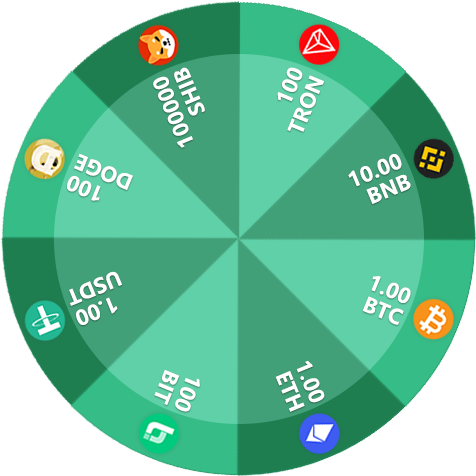 100
TRON
10.00
BNB
1.00
BTC
1.00
ETH
100
BIT
1.00
USDT
100
DOGE
100000
SHIB